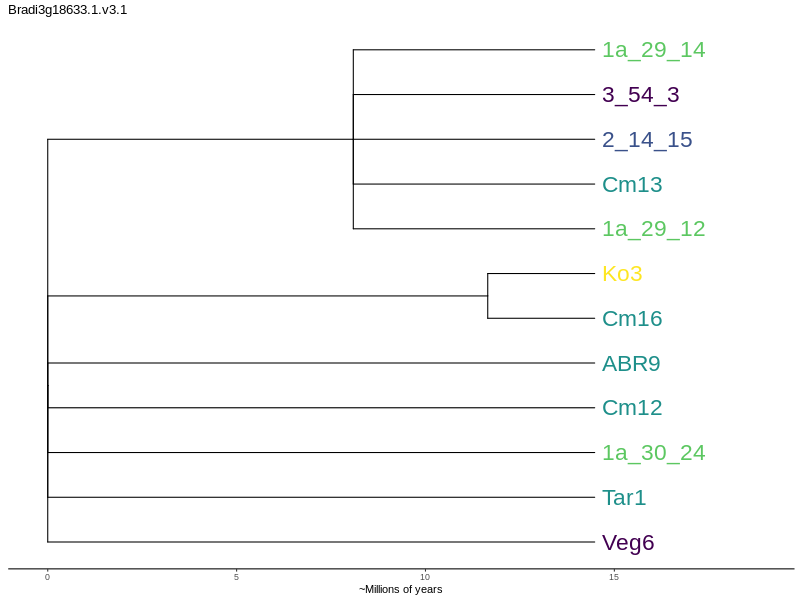 Bradi3g18633.1.v3.1
1a_29_14
3_54_3
2_14_15
Cm13
1a_29_12
Ko3
Cm16
ABR9
Cm12
1a_30_24
Tar1
Veg6
0 5 10 15
~Millions of years